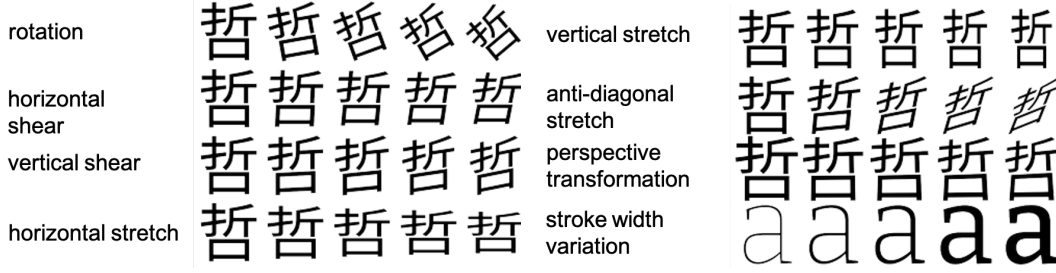 rotation 哲 哲 哲 哲 哲
horizontal
shear 哲 哲 哲 哲 哲
vertical shear 哲 哲 哲 哲 哲
horizontal stretch 哲 哲 哲 哲 哲
vertical stretch 哲 哲 哲 哲 哲
anti-diagonal
stretch 哲 哲 哲 哲 哲
perspective
transformation 哲 哲 哲 哲 哲
stroke width
variation a a a a a